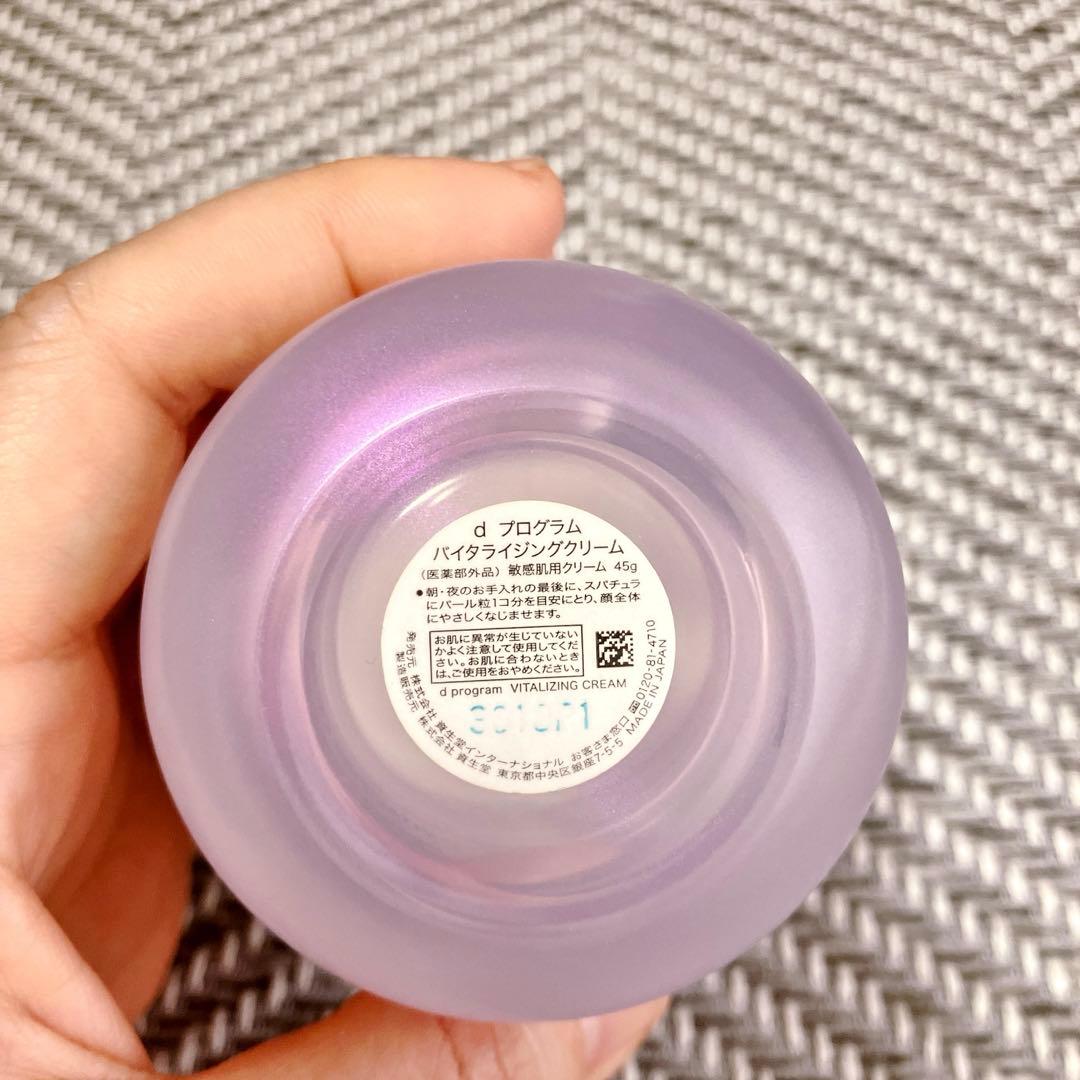 d プログラム
バイタライジングクリーム
（医薬部外品） 敏感肌用クリーム 45g
●朝・夜のお手入れの最後に、スパチュラ
にパール粒1コ分を目安にとり、顔全体
にやさしくなじませます。
お肌に異常が生じていない
かよく注意して使用してくだ
さい。お肌に合わないとき
は、ご使用をおやめください。
d program VITALIZING CREAM
発売元 株式会社 資生堂インターナショナル お客さま窓口 0120-81-4710
製造販売元 株式会社 資生堂 東京都中央区銀座7-5-5 MADE IN JAPAN